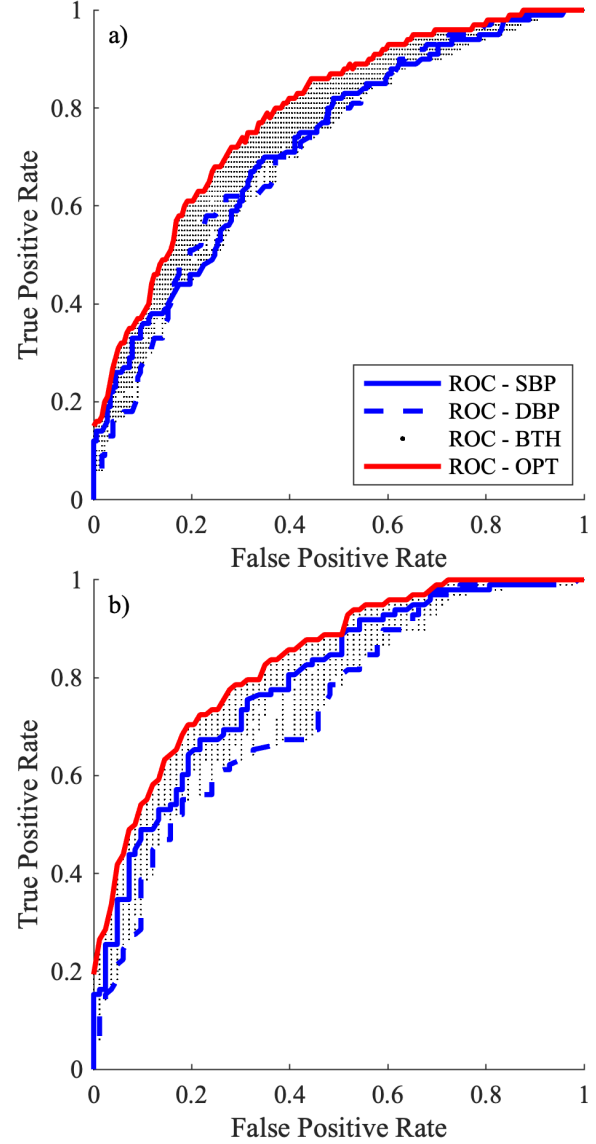 a)
1
0.8
0.6
0.4
0.2
0
True Positive Rate
ROC - SBP
ROC - DBP
ROC - BTH
ROC - OPT
0 0.2 0.4 0.6 0.8 1
False Positive Rate
b)
1
0.8
0.6
0.4
0.2
0
True Positive Rate
0 0.2 0.4 0.6 0.8 1
False Positive Rate